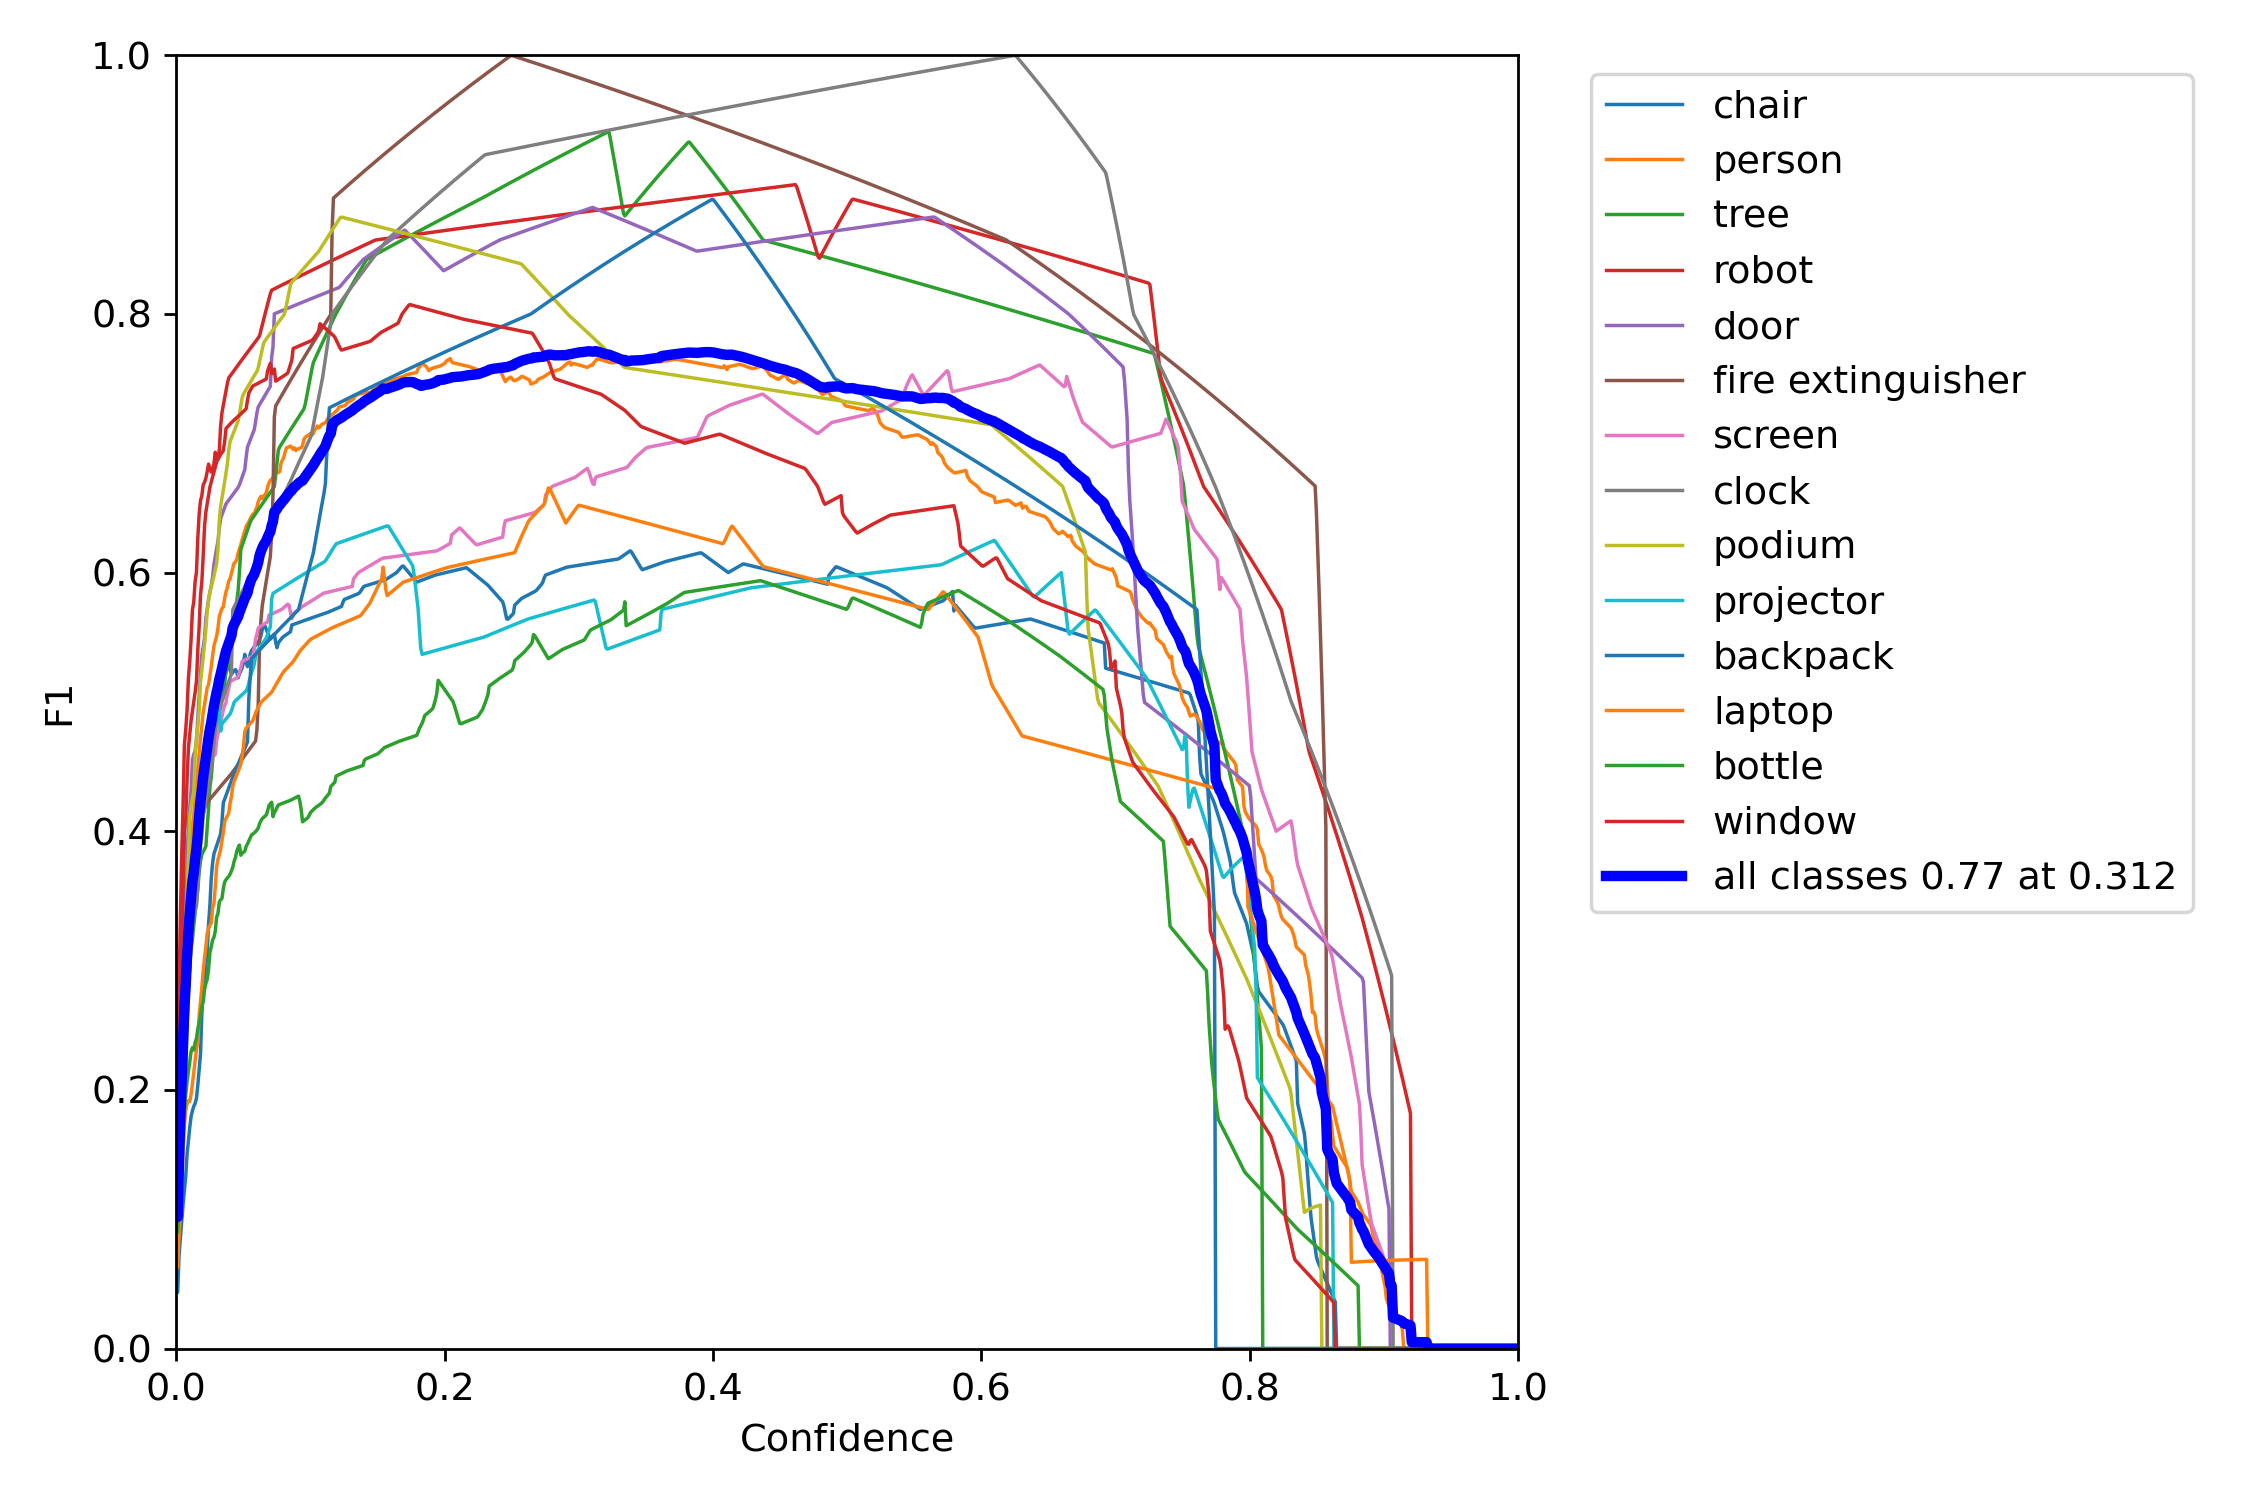 1.0
0.8
0.6
0.4
0.2
0.0
F1
0.0 0.2 0.4 0.6 0.8 1.0
Confidence
chair
person
tree
robot
door
fire extinguisher
screen
clock
podium
projector
backpack
laptop
bottle
window
all classes 0.77 at 0.312